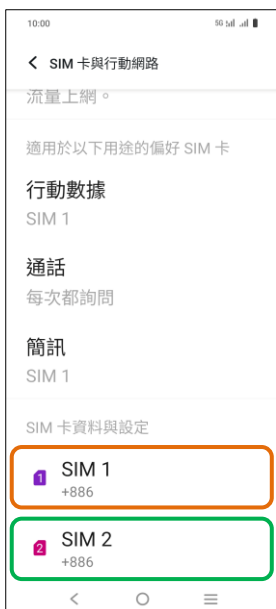 10:00
5G
SIM 卡與行動網路
流量上網。
適用於以下用途的偏好 SIM 卡
行動數據
SIM 1
通話
每次都詢問
簡訊
SIM 1
SIM 卡資料與設定
1
SIM 1
+886
2
SIM 2
+886